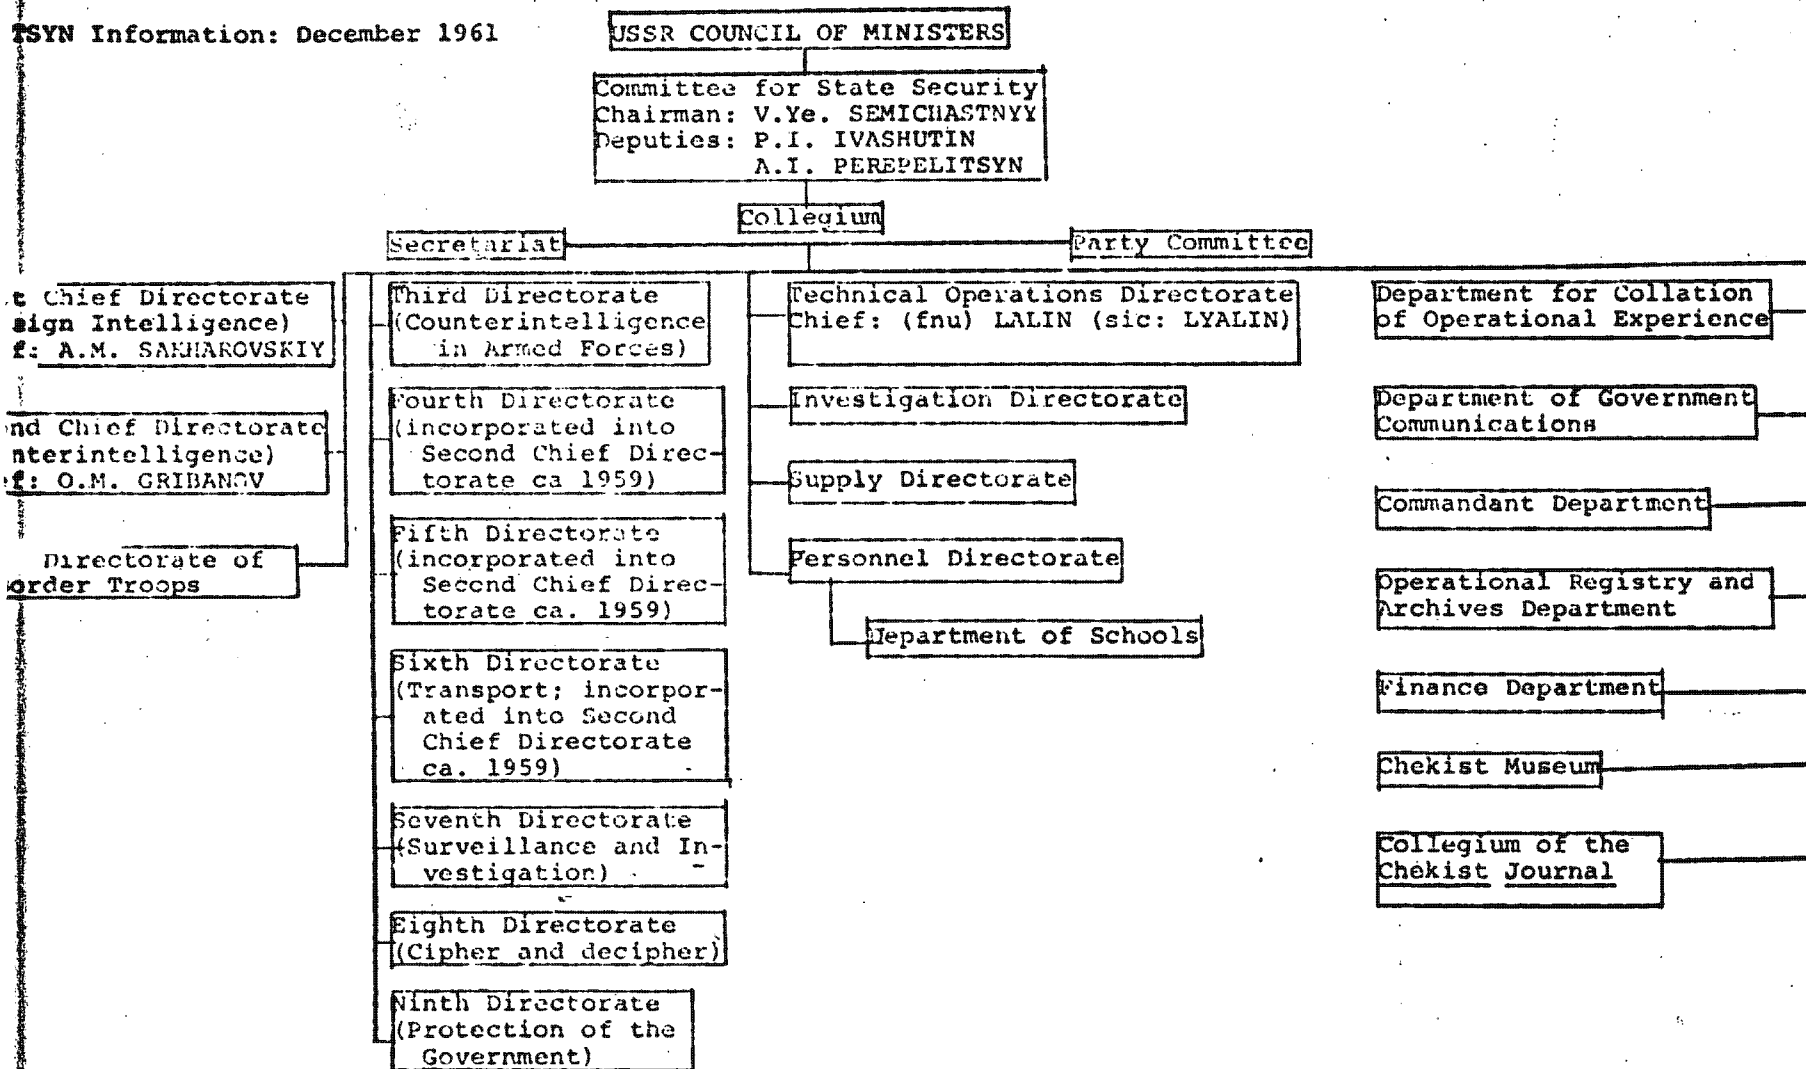 TSYN Information: December 1961
USSR COUNCIL OF MINISTERS
Committee for State Security
Chairman: V.Ye. SEMICHASTNYY
Deputies: P.I. IVASHUTIN
A.I. PEREPELITSYN
Collegium
Secretariat
Party Committee
t Chief Directorate
eign Intelligence)
f: A.M. SAKHAROVSKIY
nd Chief Directorate
nterintelligence)
ef: O.M. GRIBANOV
Directorate of
order Troops
Third Directorate
(Counterintelligence
in Armed Forces)
Fourth Directorate
(incorporated into
Second Chief Direc-
torate ca 1959)
Fifth Directorate
(incorporated into
Second Chief Direc-
torate ca. 1959)
Sixth Directorate
(Transport; incorpor-
ated into Second
Chief Directorate
ca. 1959)
Seventh Directorate
(Surveillance and In-
vestigation)
Eighth Directorate
(Cipher and decipher)
Ninth Directorate
(Protection of the
Government)
Technical Operations Directorate
Chief: (fnu) LALIN (sic: LYALIN)
Investigation Directorate
Supply Directorate
Personnel Directorate
Department of Schools
Department for Collation
of Operational Experience
Department of Government
Communications
Commandant Department
Operational Registry and
Archives Department
Finance Department
Chekist Museum
Collegium of the
Chekist Journal